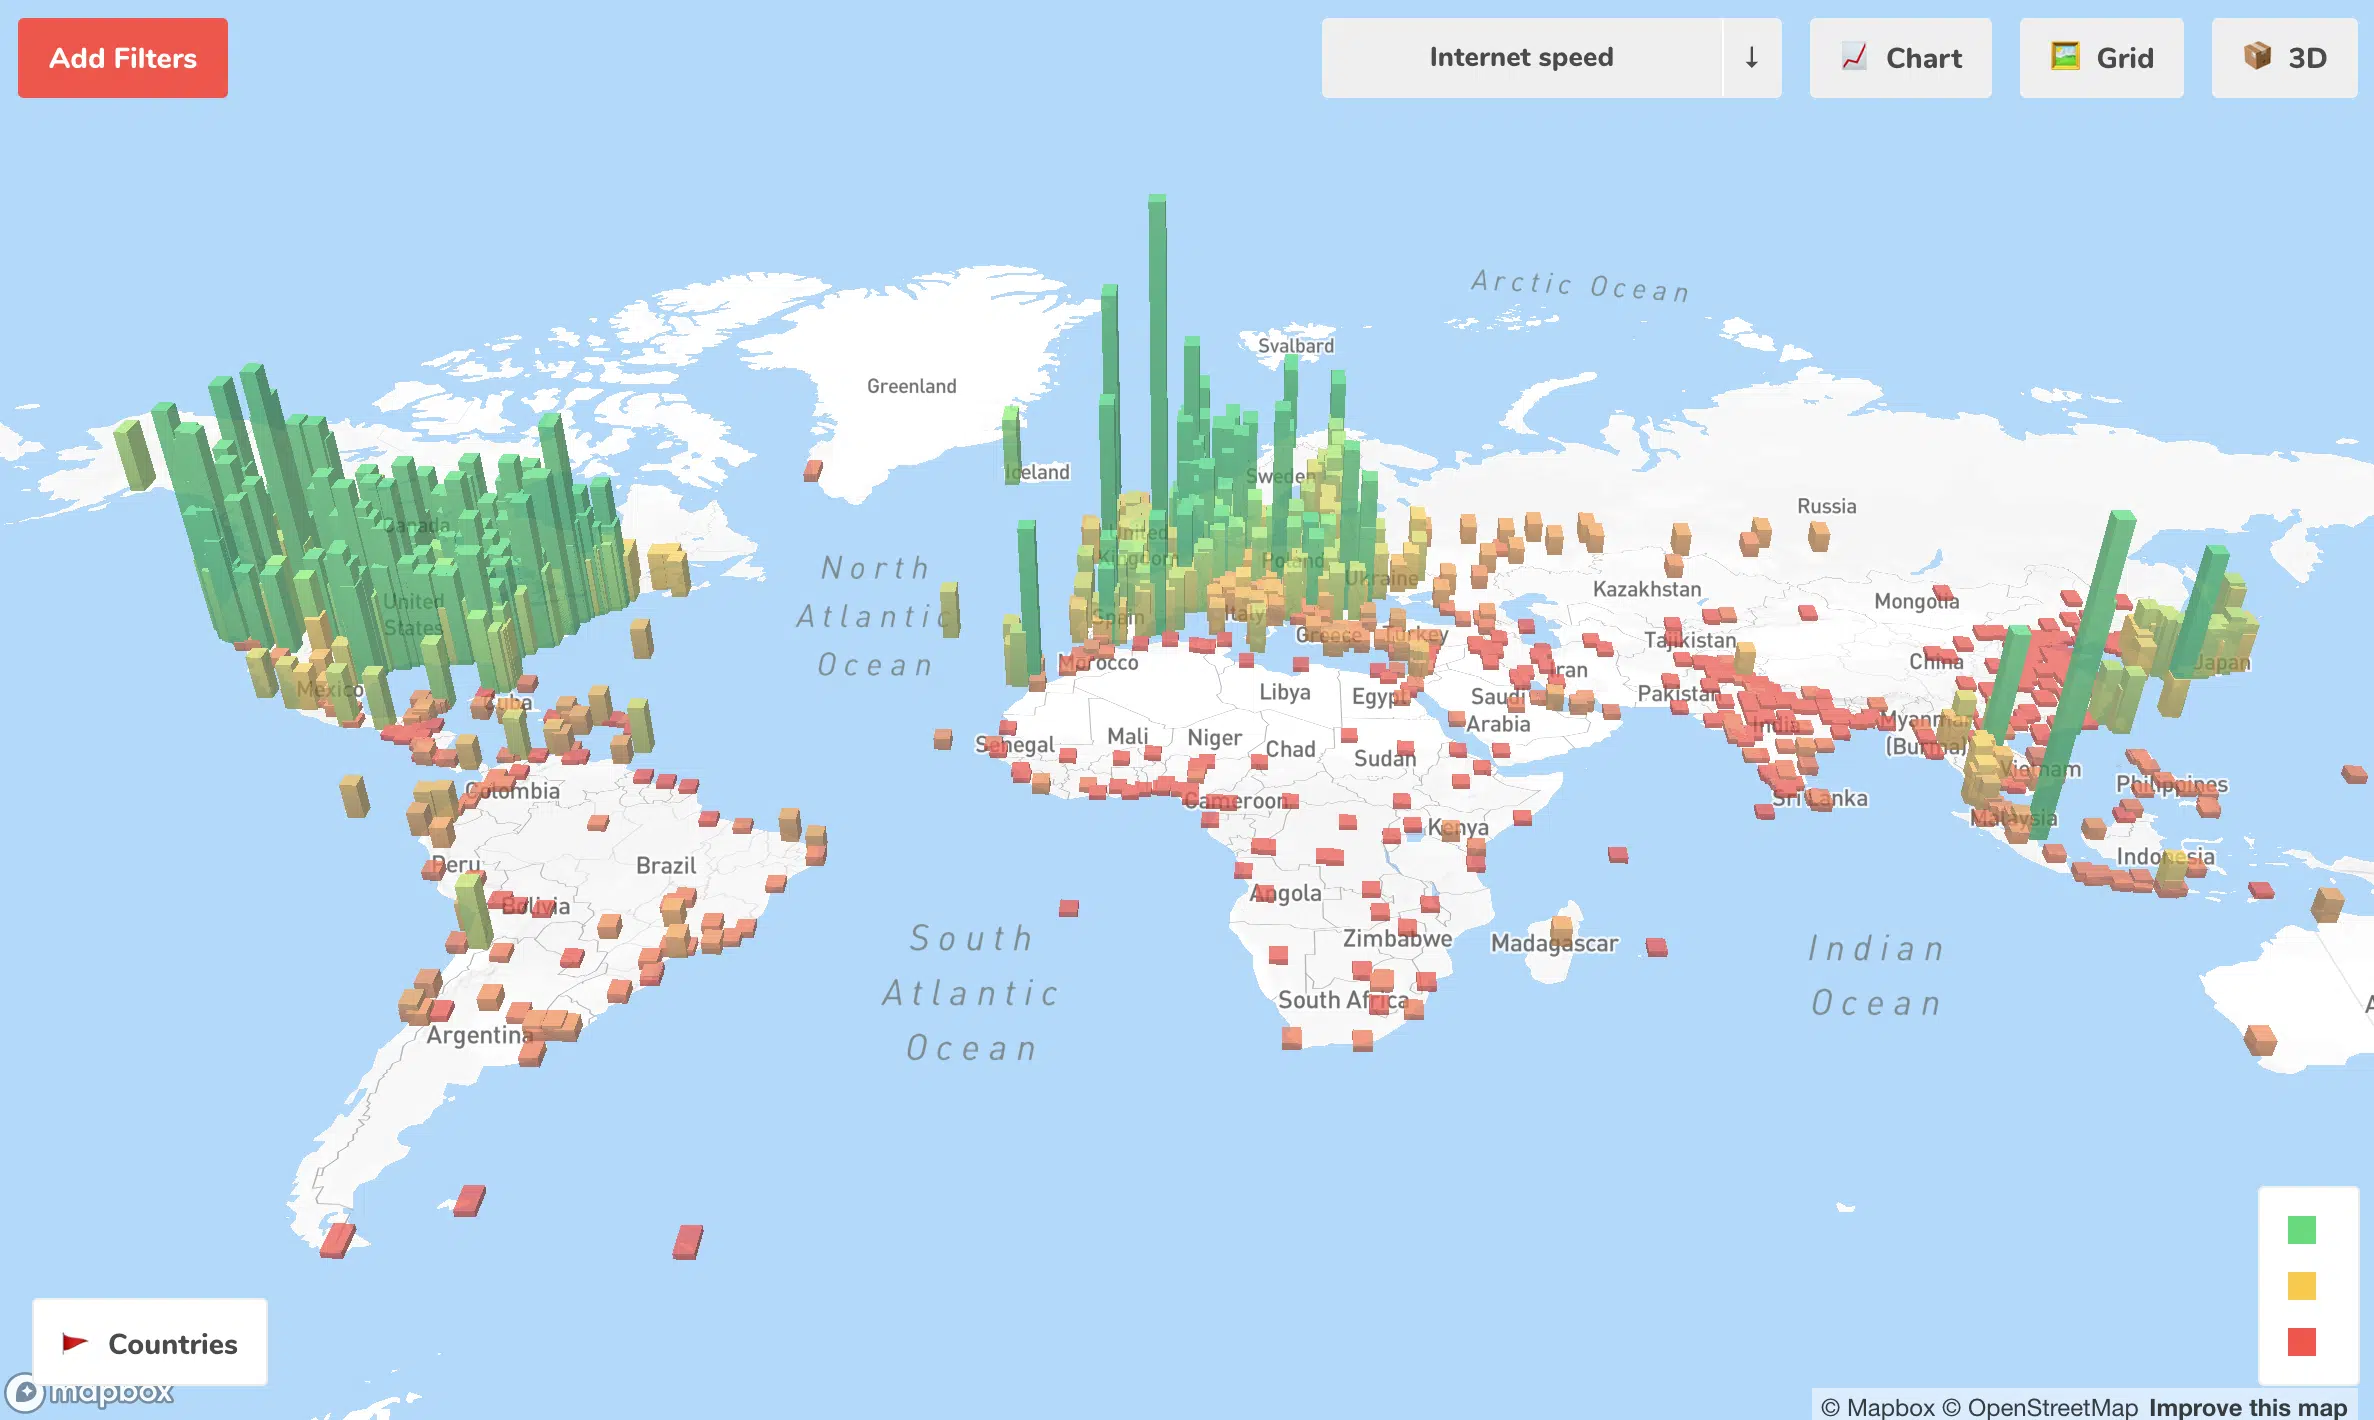 Add Filters
Internet speed ↓
Chart
Grid
3D
Arctic Ocean
Svalbard
Greenland
Iceland
Sweden
Russia
Canada
United
Kingdom
Poland
Ukraine
North
Atlantic
Ocean
Kazakhstan
Mongolia
United
States
Spain
Italy
Greece
Turkey
Tajikistan
China
Japan
Morocco
Iran
Mexico
Libya
Egypt
Saudi
Arabia
Pakistan
Cuba
India
Myanmar
(Burma)
Senegal
Mali
Niger
Chad
Sudan
Vietnam
Philippines
Colombia
Cameroon
Sri Lanka
Malaysia
Kenya
Peru
Brazil
Indonesia
Bolivia
Angola
South
Atlantic
Ocean
Zimbabwe
Madagascar
Indian
Ocean
South Africa
Argentina
A
Countries
mapbox
© Mapbox © OpenStreetMap Improve this map